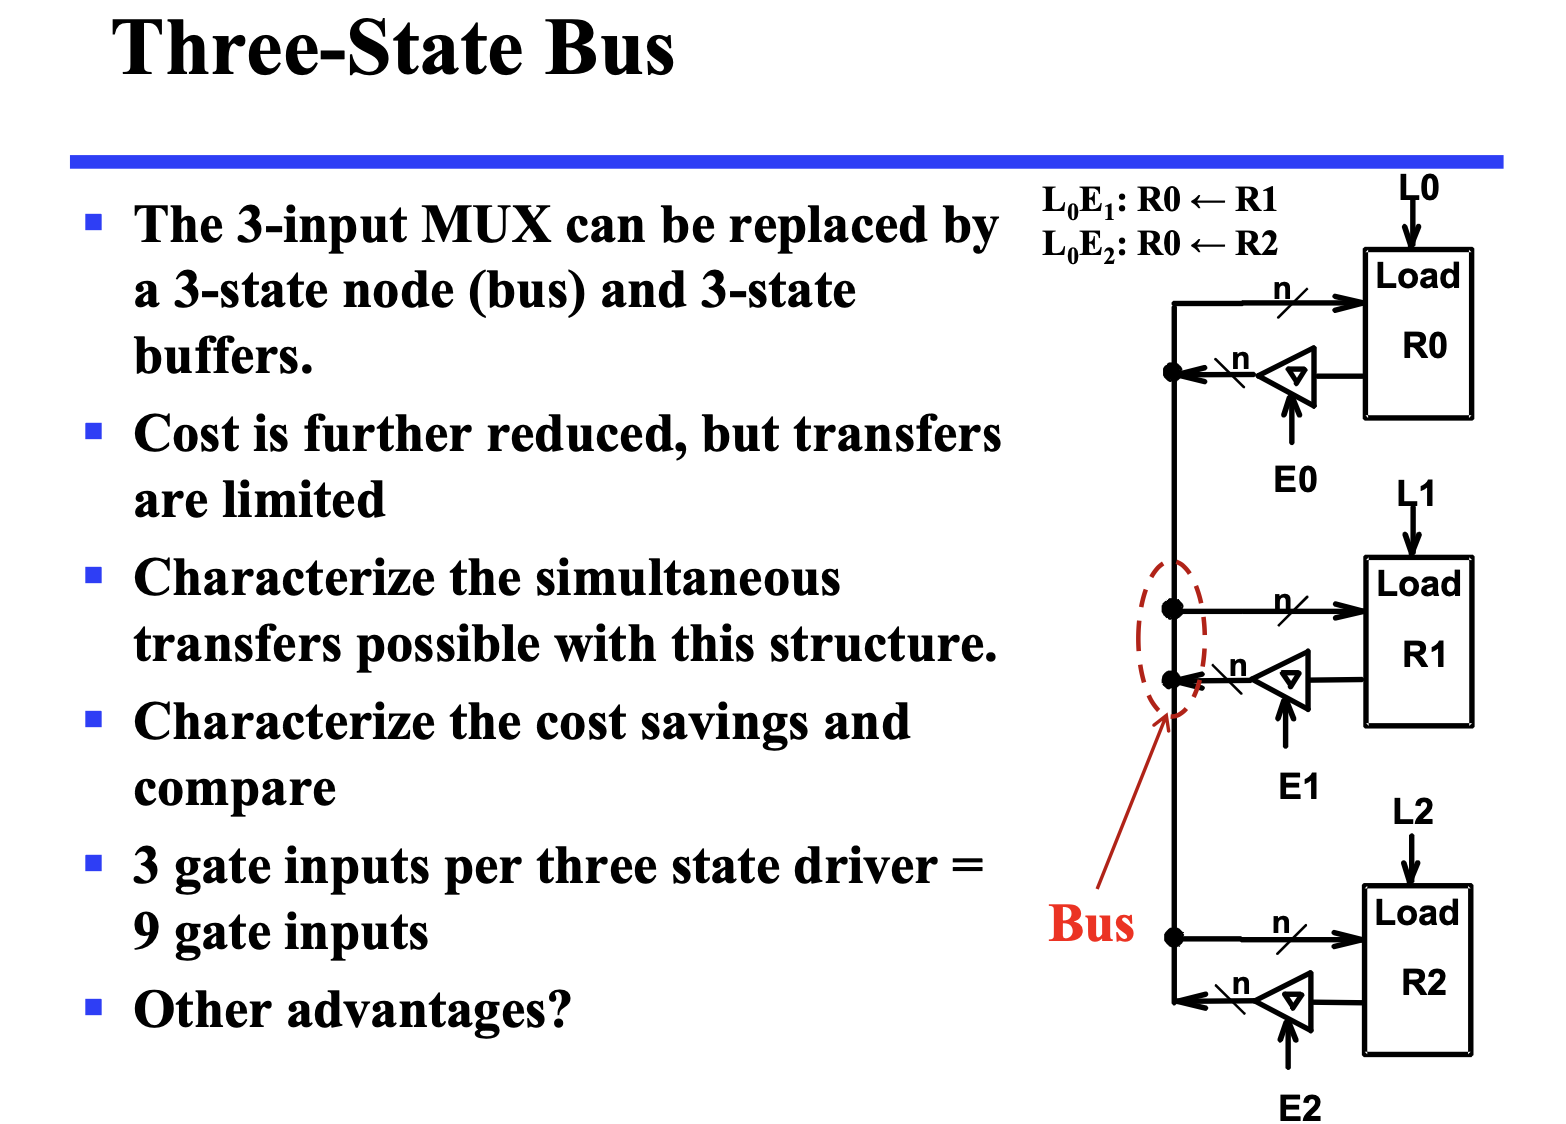 Three-State Bus
The 3-input MUX can be replaced by
a 3-state node (bus) and 3-state
buffers.
Cost is further reduced, but transfers
are limited
Characterize the simultaneous
transfers possible with this structure.
Characterize the cost savings and
compare
3 gate inputs per three state driver =
9 gate inputs
Other advantages?
L₀E₁: R0 ← R1
L₀E₂: R0 ← R2
L0
Load
n
R0
n
E0
L1
Load
n
R1
n
E1
L2
Load
Bus
n
R2
n
E2